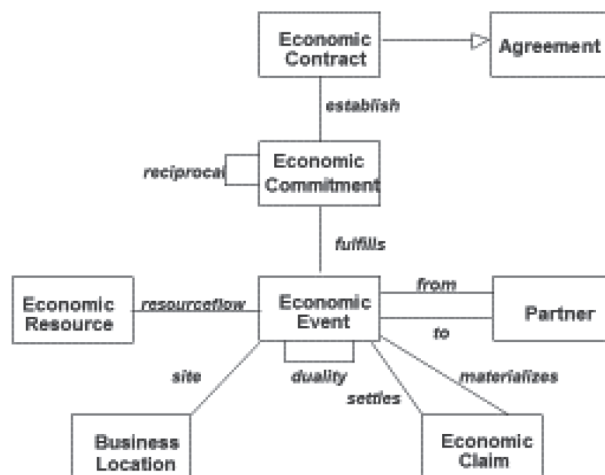 Economic
Contract
Agreement
establish
reciprocal
Economic
Commitment
fulfills
Economic
Resource
resourceflow
Economic
Event
from
to
Partner
site
duality
settles
materializes
Business
Location
Economic
Claim